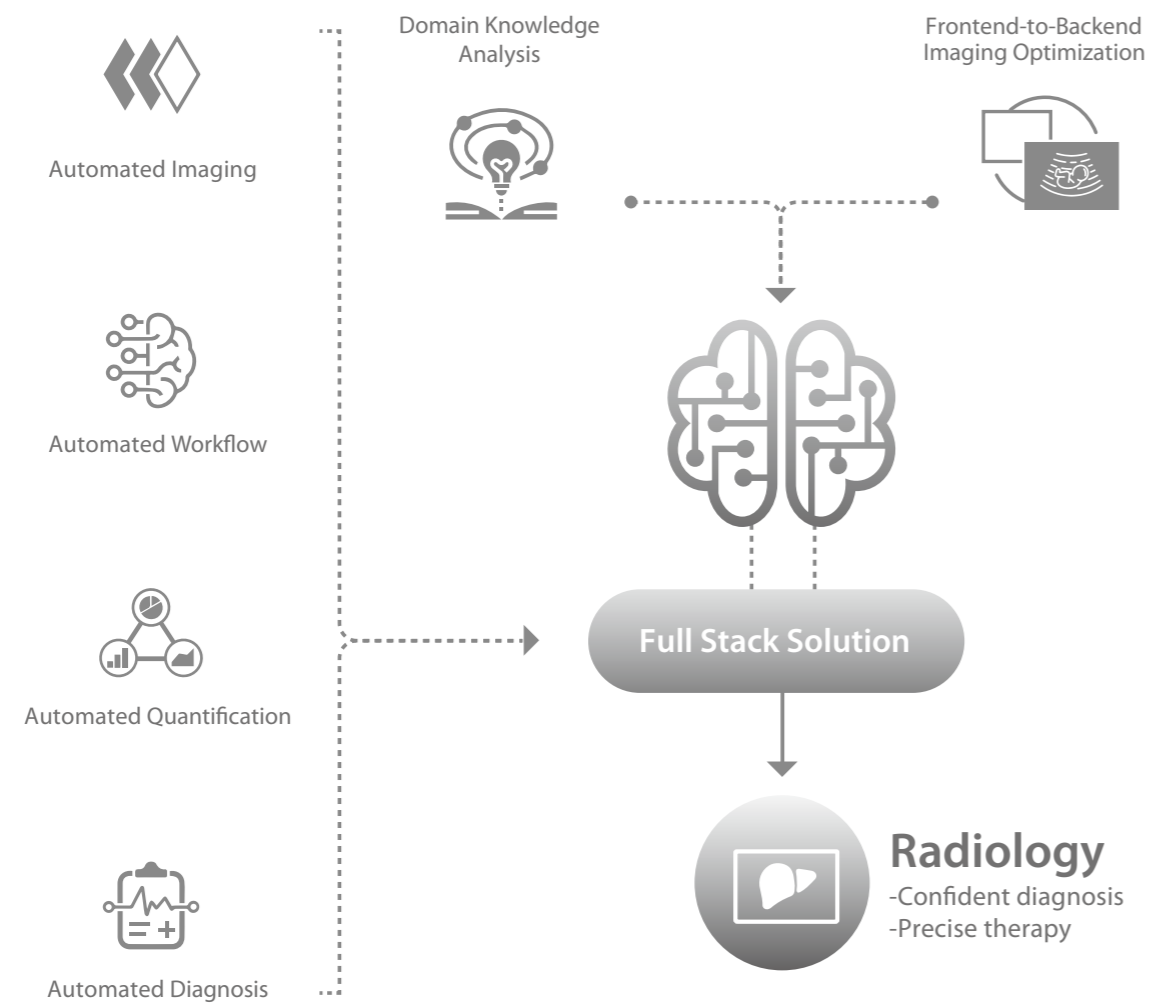 Domain Knowledge
Analysis
Frontend-to-Backend
Imaging Optimization
Automated Imaging
Automated Workflow
Automated Quantification
Automated Diagnosis
Full Stack Solution
Radiology
-Confident diagnosis
-Precise therapy